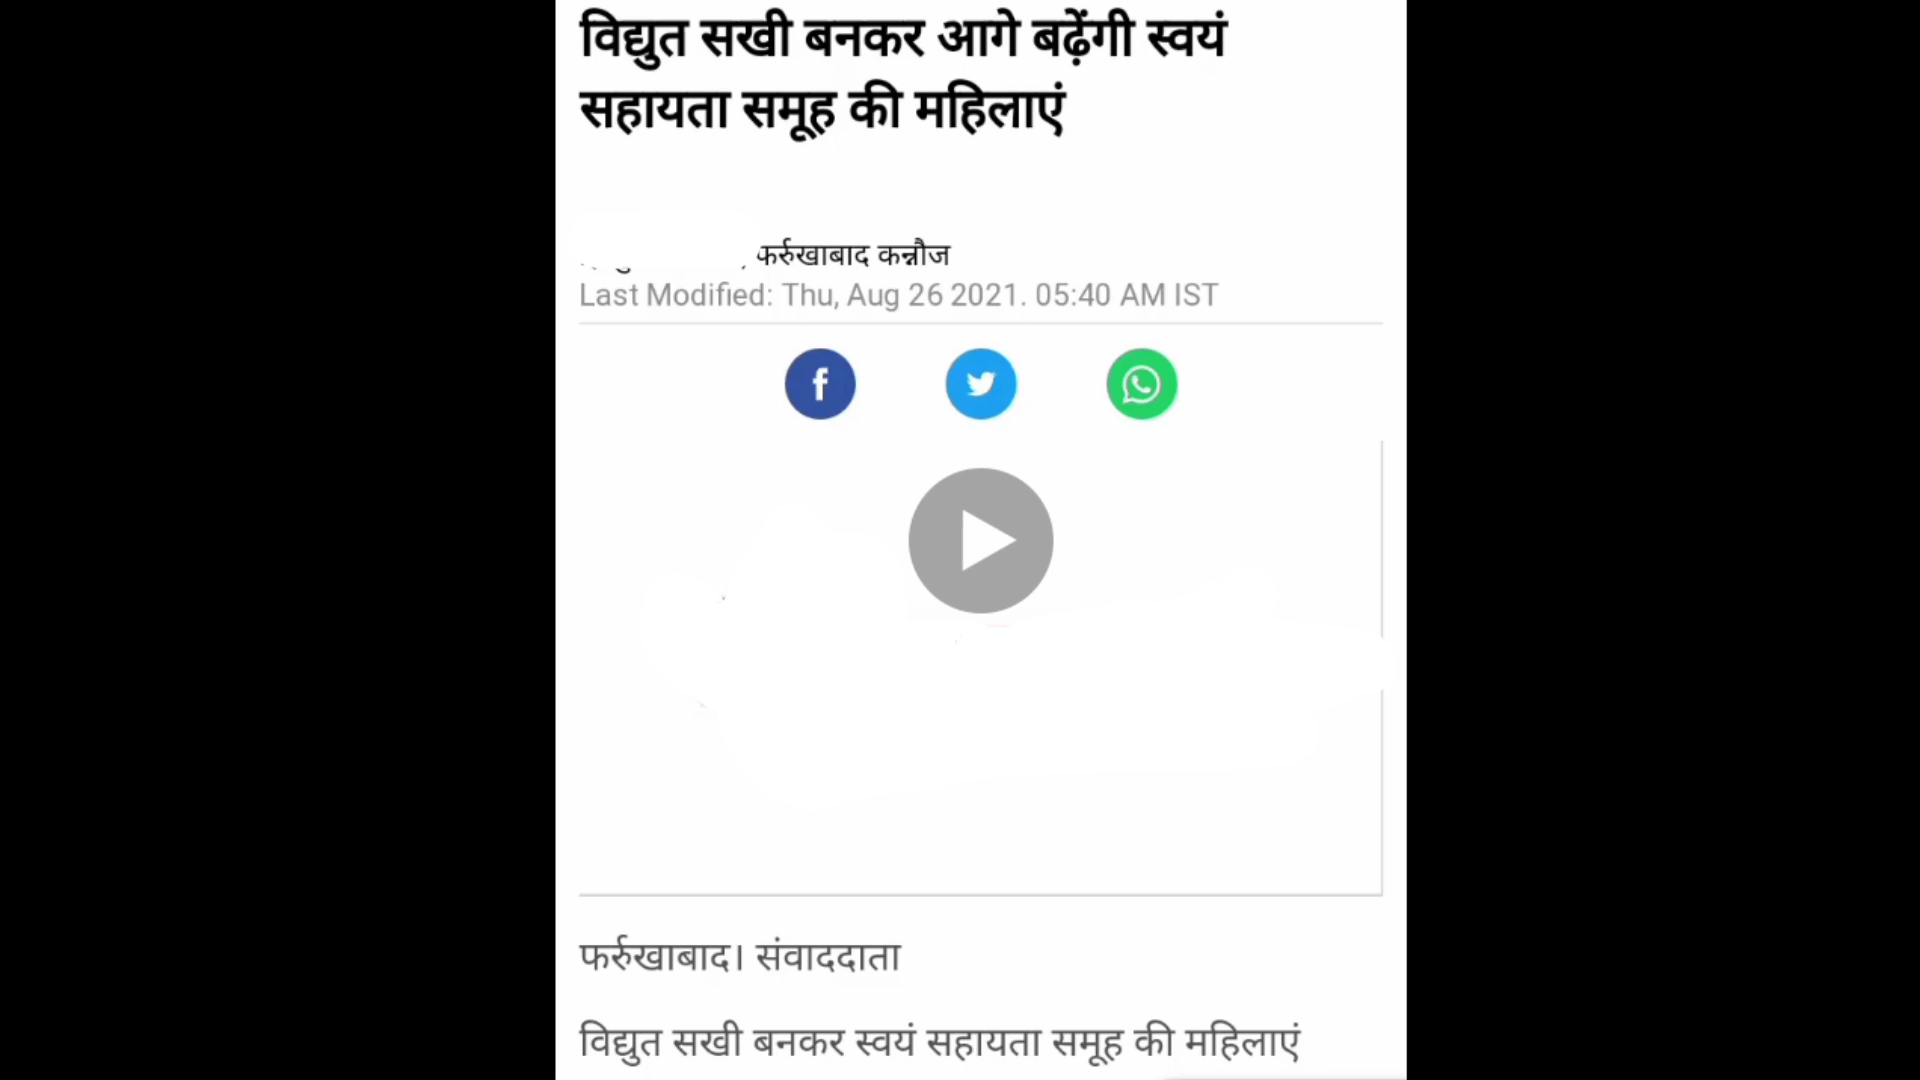 विद्युत सखी बनकर आगे बढ़ेंगी स्वयं
सहायता समूह की महिलाएं
फर्रुखाबाद कन्नौज
Last Modified: Thu, Aug 26 2021. 05:40 AM IST
फर्रुखाबाद। संवाददाता
विद्युत सखी बनकर स्वयं सहायता समूह की महिलाएं